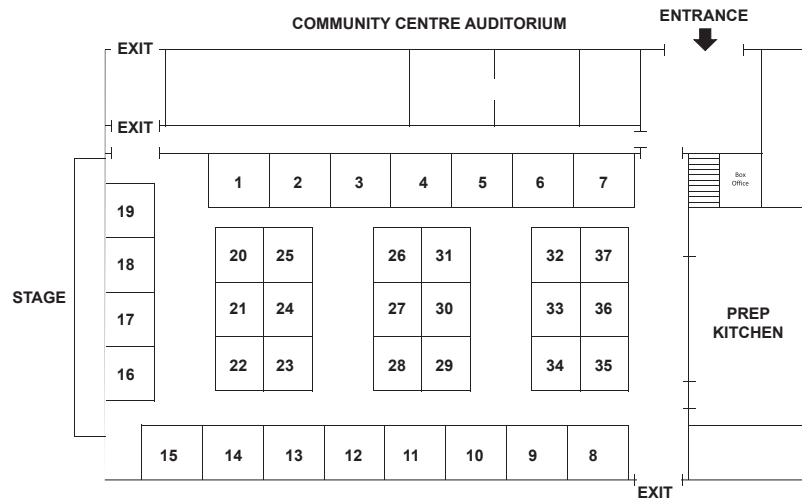 COMMUNITY CENTRE AUDITORIUM
ENTRANCE
EXIT
EXIT
1 2 3 4 5 6 7
Box
Office
19
18
17
16
STAGE
20 25 26 31 32 37
21 24 27 30 33 36
22 23 28 29 34 35
PREP
KITCHEN
15 14 13 12 11 10 9 8
EXIT